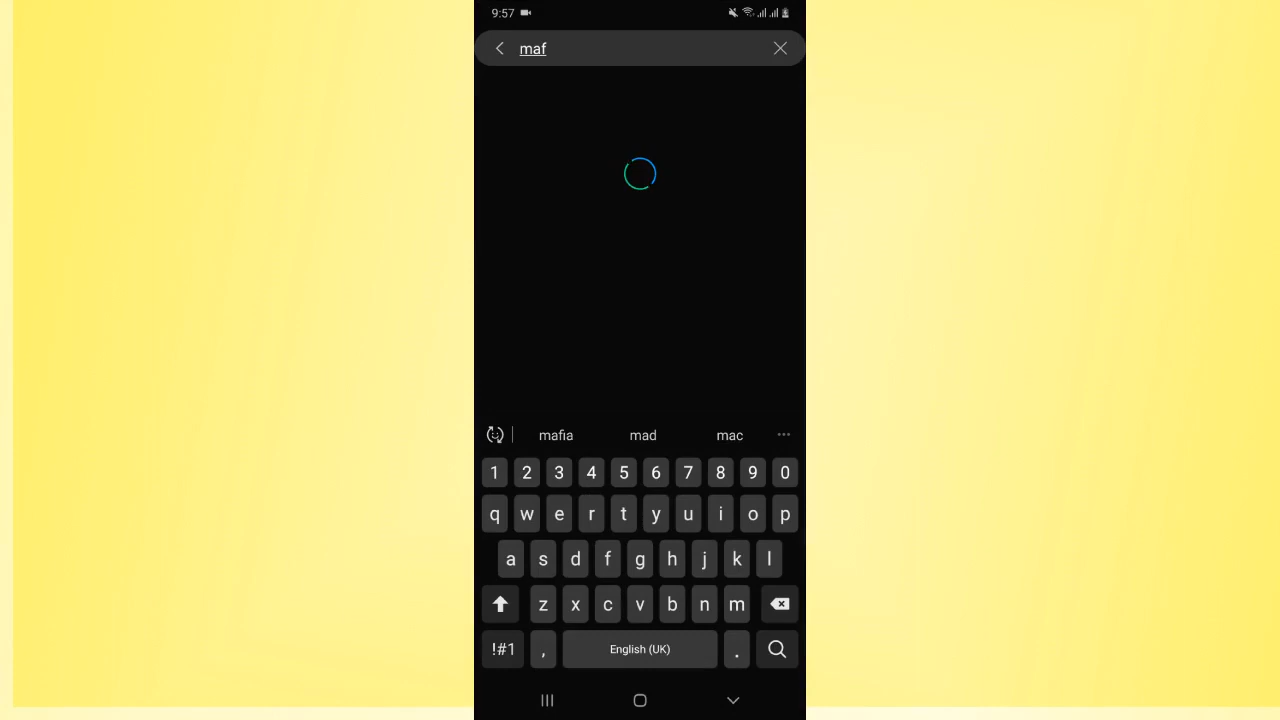 9:57
maf
mafia mad mac
1 2 3 4 5 6 7 8 9 0
q w e r t y u i o p
a s d f g h j k l
z x c v b n m
!#1 , English (UK) .